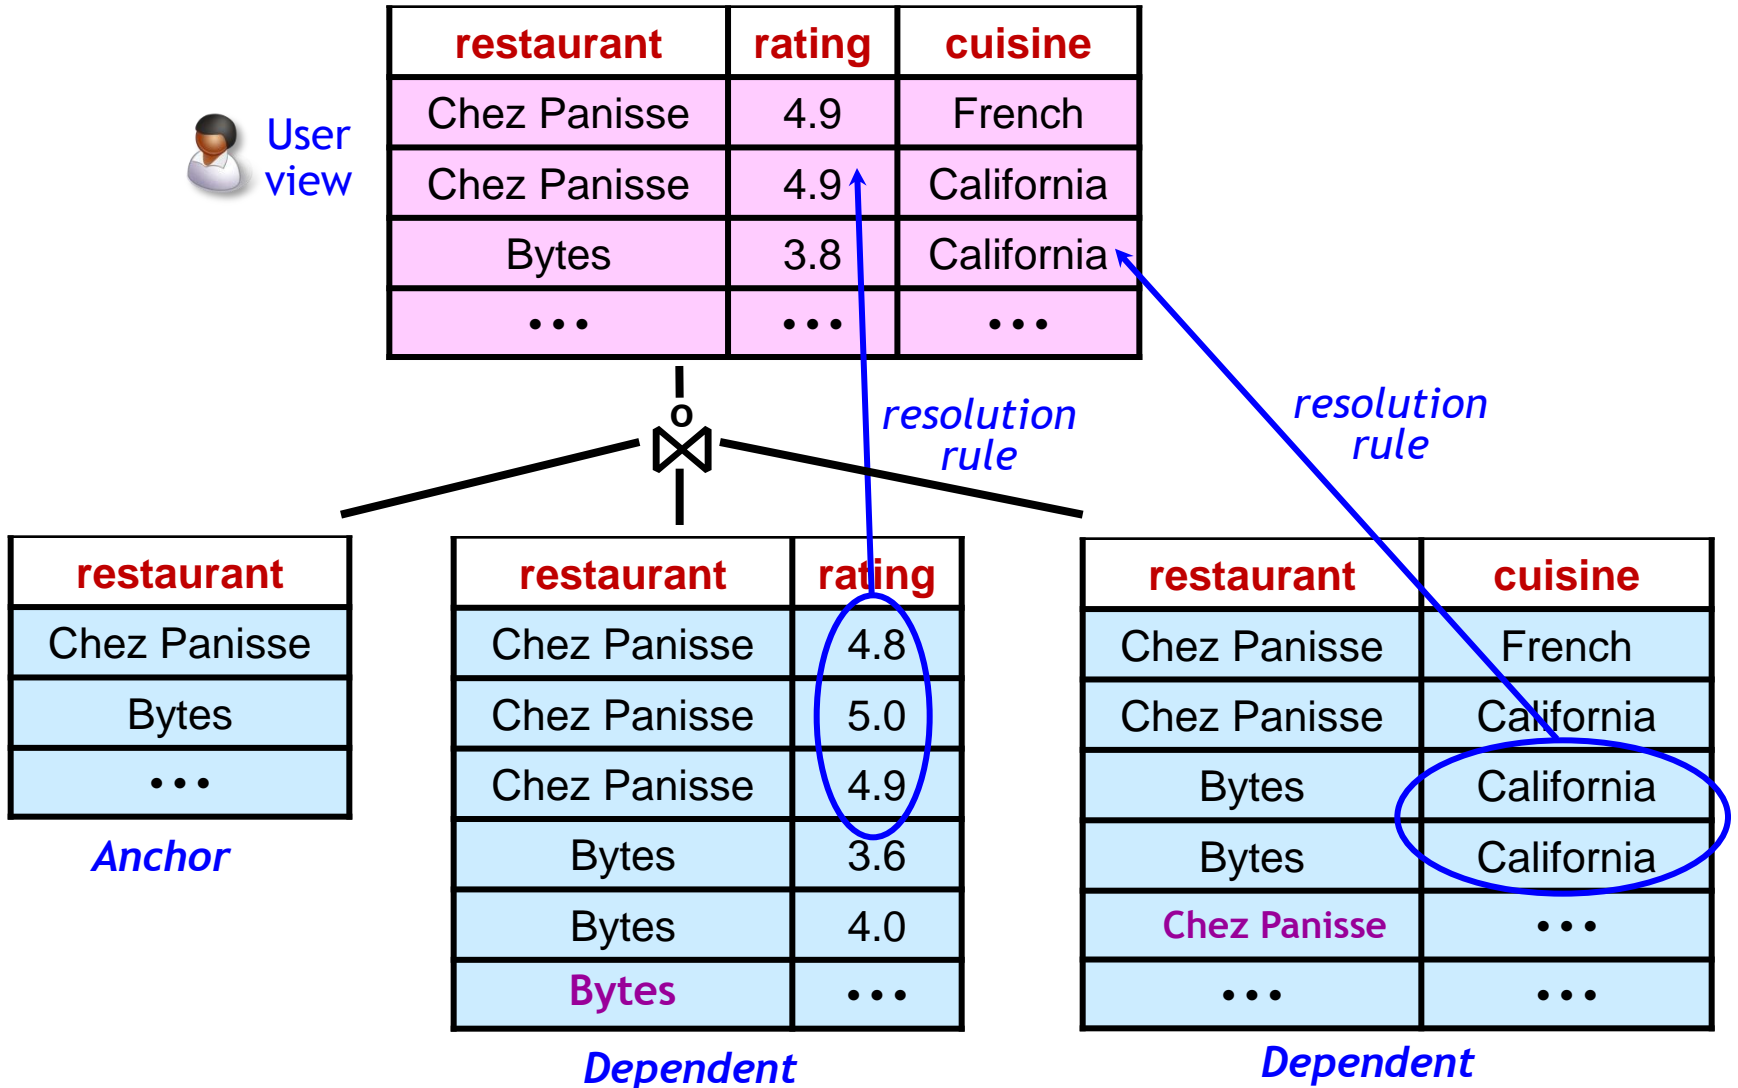 restaurant rating cuisine
Chez Panisse 4.9 French
User
view
Chez Panisse 4.9 California
Bytes 3.8 California
... ... ...
o
resolution
rule
resolution
rule
restaurant
Chez Panisse
Bytes
...
Anchor
restaurant rating
Chez Panisse 4.8
Chez Panisse 5.0
Chez Panisse 4.9
Bytes 3.6
Bytes 4.0
Bytes ...
Dependent
restaurant cuisine
Chez Panisse French
Chez Panisse California
Bytes California
Bytes California
Chez Panisse ...
... ...
Dependent